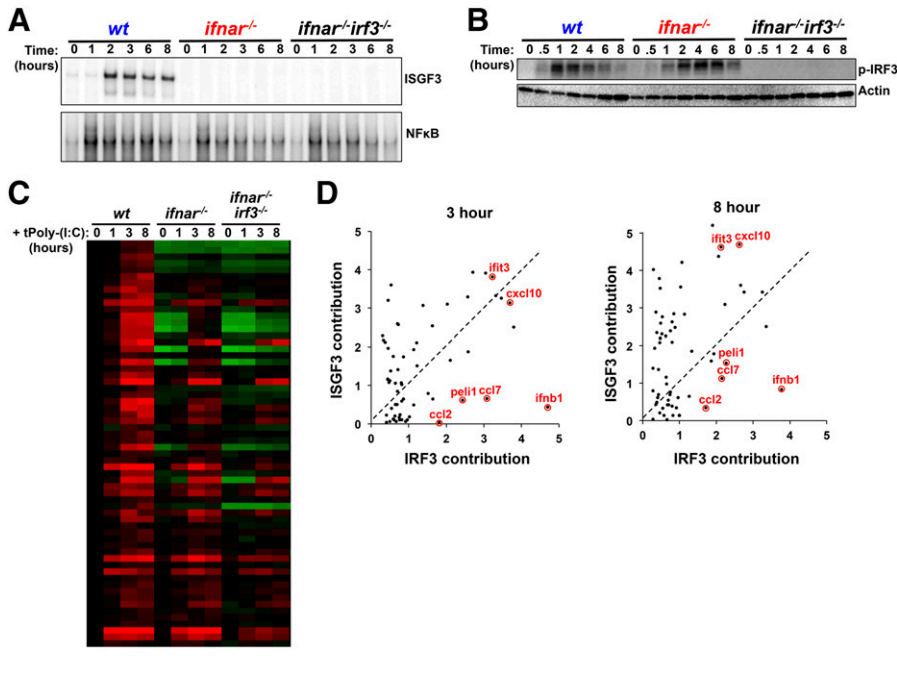 A
wt ifnar-/- ifnar-/-irf3-/-
Time: 0 1 2 3 6 8 0 1 2 3 6 8 0 1 2 3 6 8
(hours)
ISGF3
NFκB
B
wt ifnar-/- ifnar-/-irf3-/-
Time: 0 .5 1 2 4 6 8 0 .5 1 2 4 6 8 0 .5 1 2 4 6 8
(hours)
p-IRF3
Actin
C
wt ifnar-/- ifnar-/-
irf3-/-
+ tPoly-(I:C): 0 1 3 8 0 1 3 8 0 1 3 8
(hours)
D
3 hour
ISGF3 contribution
5
4
3
2
1
0
ifit3
cxcl10
peli1 ccl7
ifnb1
ccl2
0 1 2 3 4 5
IRF3 contribution
8 hour
ISGF3 contribution
5
4
3
2
1
0
ifit3 cxcl10
peli1
ccl7
ifnb1
ccl2
0 1 2 3 4 5
IRF3 contribution